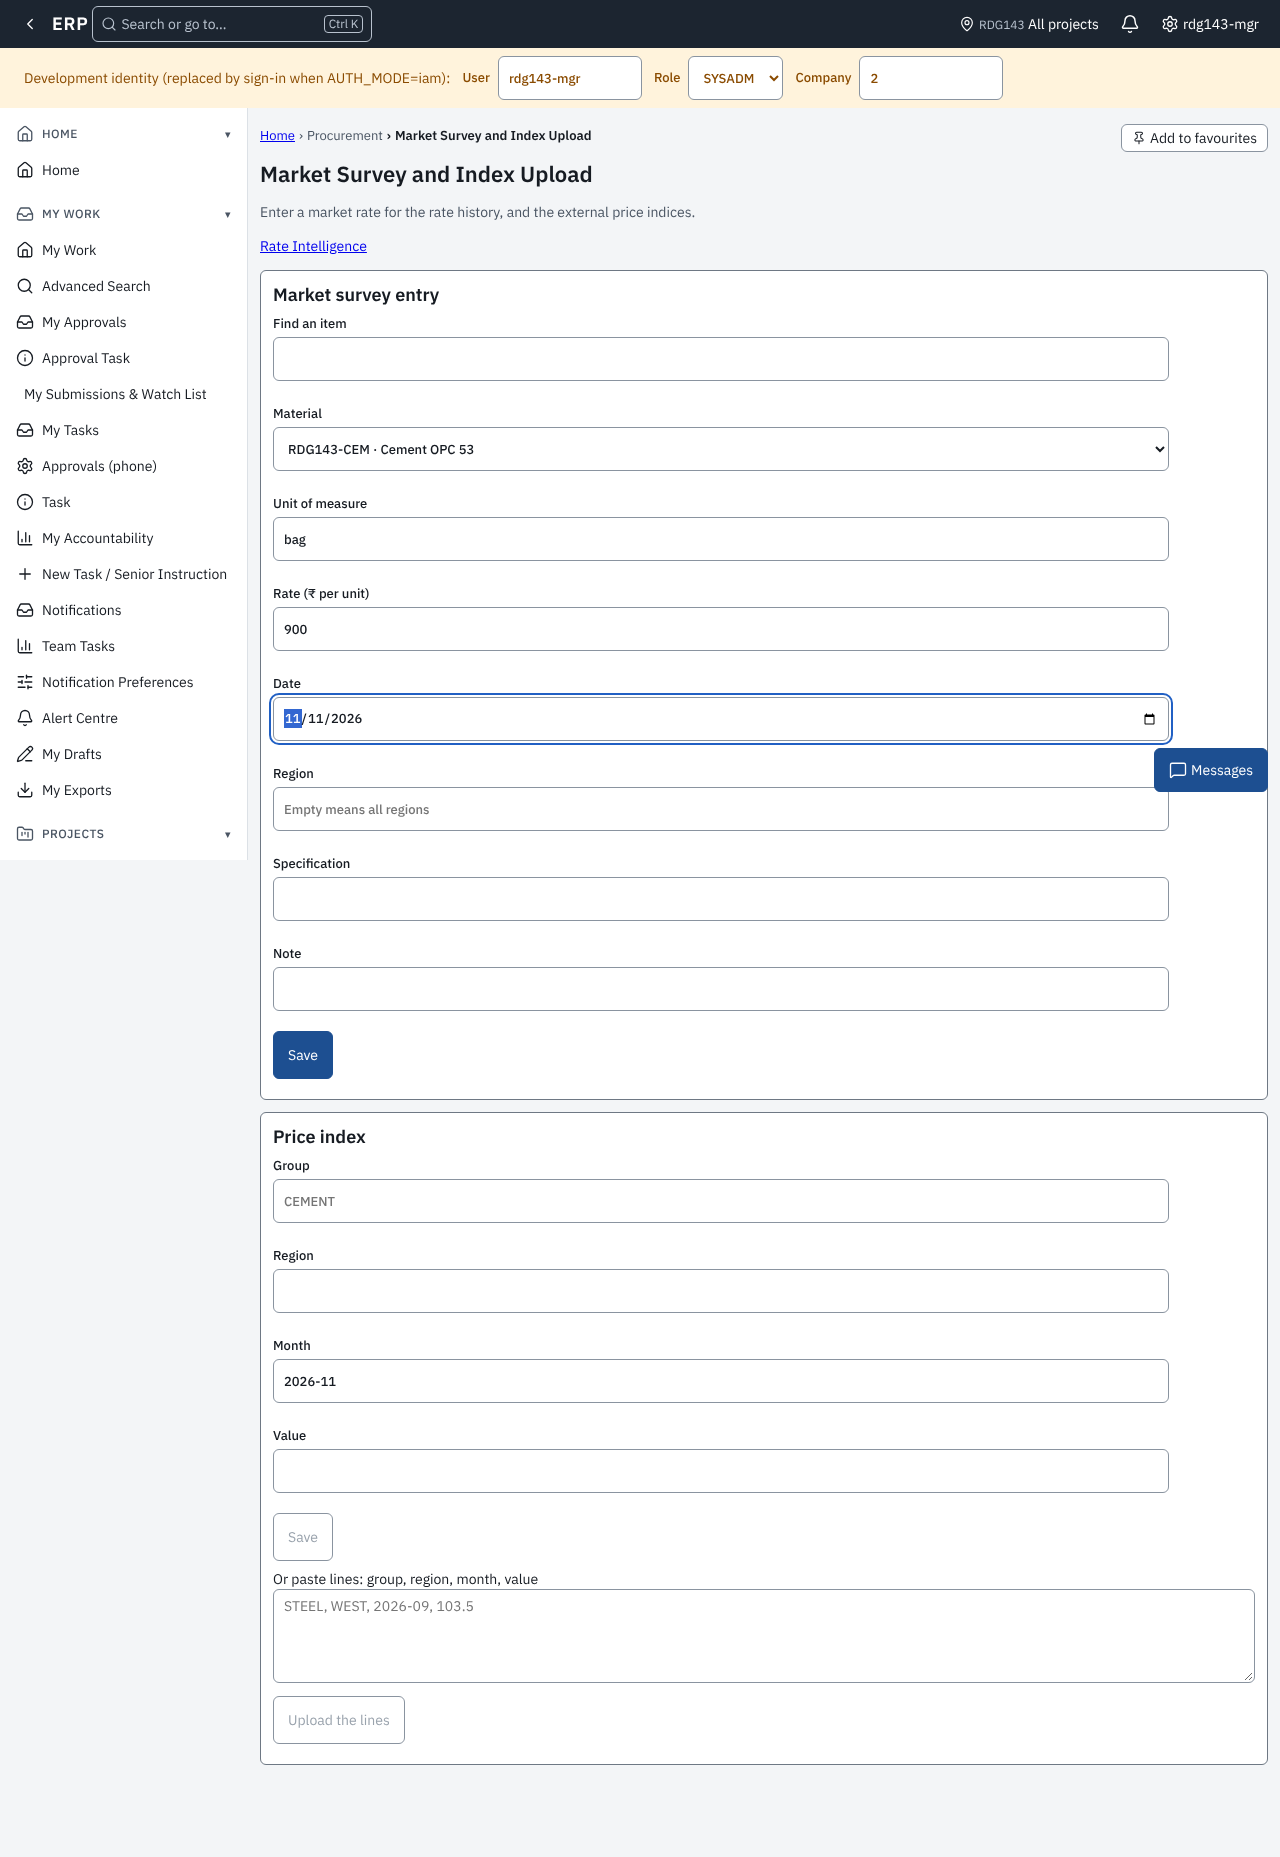 ERP
Search or go to... Ctrl K
RDG143 All projects
rdg143-mgr
Development identity (replaced by sign-in when AUTH_MODE=iam): User rdg143-mgr Role SYSADM Company 2
HOME
Home
MY WORK
My Work
Advanced Search
My Approvals
Approval Task
My Submissions & Watch List
My Tasks
Approvals (phone)
Task
My Accountability
New Task / Senior Instruction
Notifications
Team Tasks
Notification Preferences
Alert Centre
My Drafts
My Exports
PROJECTS
Home › Procurement › Market Survey and Index Upload
Add to favourites
Market Survey and Index Upload
Enter a market rate for the rate history, and the external price indices.
Rate Intelligence
Market survey entry
Find an item
Material
RDG143-CEM · Cement OPC 53
Unit of measure
bag
Rate (₹ per unit)
900
Date
11/11/2026
Messages
Region
Empty means all regions
Specification
Note
Save
Price index
Group
CEMENT
Region
Month
2026-11
Value
Save
Or paste lines: group, region, month, value
STEEL, WEST, 2026-09, 103.5
Upload the lines